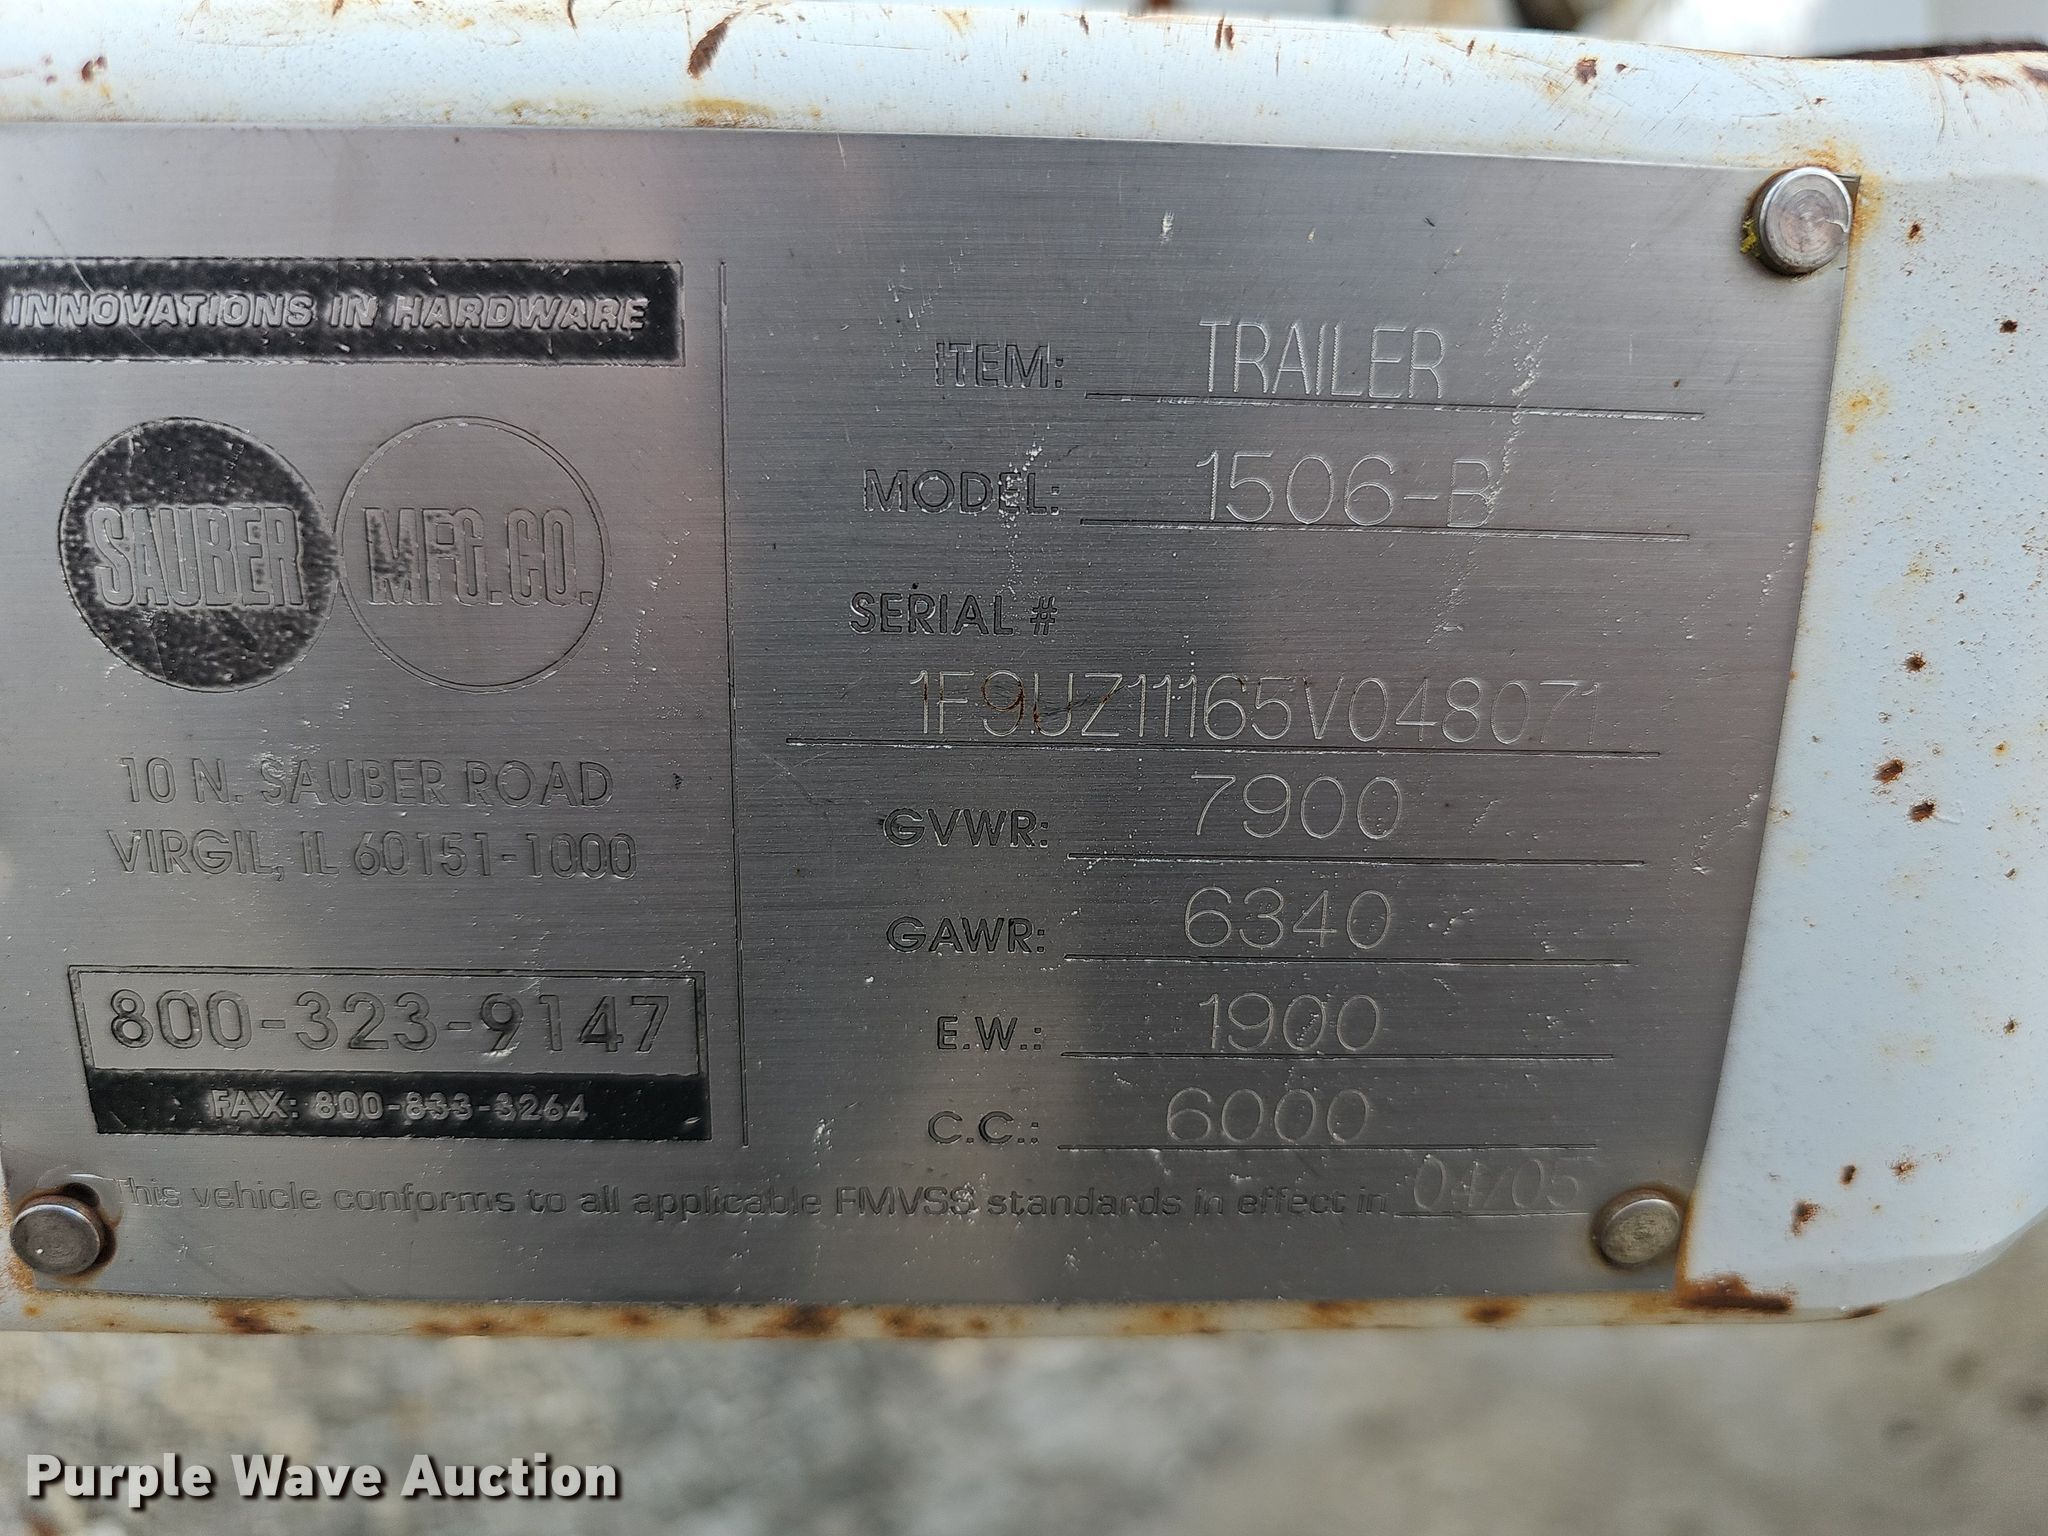 INNOVATIONS IN HARDWARE
SAUBER MFG. CO.
10 N. SAUBER ROAD
VIRGIL, IL 60151-1000
800-323-9147
FAX: 800-833-3264
ITEM: TRAILER
MODEL: 1506-B
SERIAL #
1F9UZ11165V048071
GVWR: 7900
GAWR: 6340
E.W.: 1900
C.C.: 6000
This vehicle conforms to all applicable FMVSS standards in effect in 04/05
Purple Wave Auction